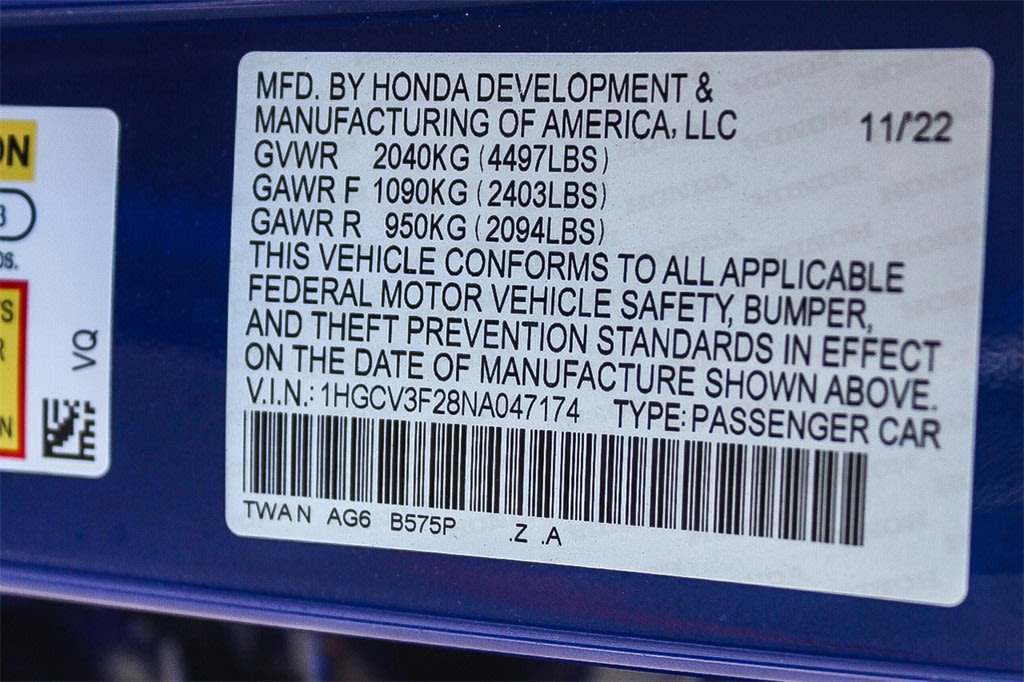 MFD. BY HONDA DEVELOPMENT &
MANUFACTURING OF AMERICA, LLC 11/'22
GVWR 2040KG (4497LBS)
GAWR F 1090KG (2403LBS)
GAWR R 950KG (2094LBS)
THIS VEHICLE CONFORMS TO ALL APPLICABLE
FEDERAL MOTOR VEHICLE SAFETY, BUMPER,
AND THEFT PREVENTION STANDARDS IN EFFECT
ON THE DATE OF MANUFACTURE SHOWN ABOVE.
V.I.N.: 1HGCV3F28NA047174 TYPE: PASSENGER CAR
TWAN AG6 B575P .Z .A
VQ